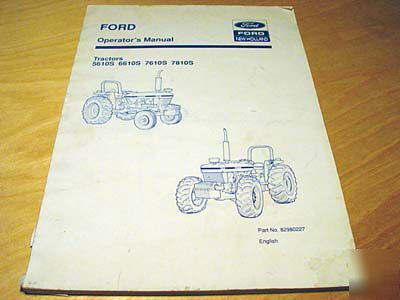 FORD
Operator's Manual
Tractors
5610S 6610S 7610S 7810S
Ford
FORD
NEW HOLLAND
Part No. 82980227
English